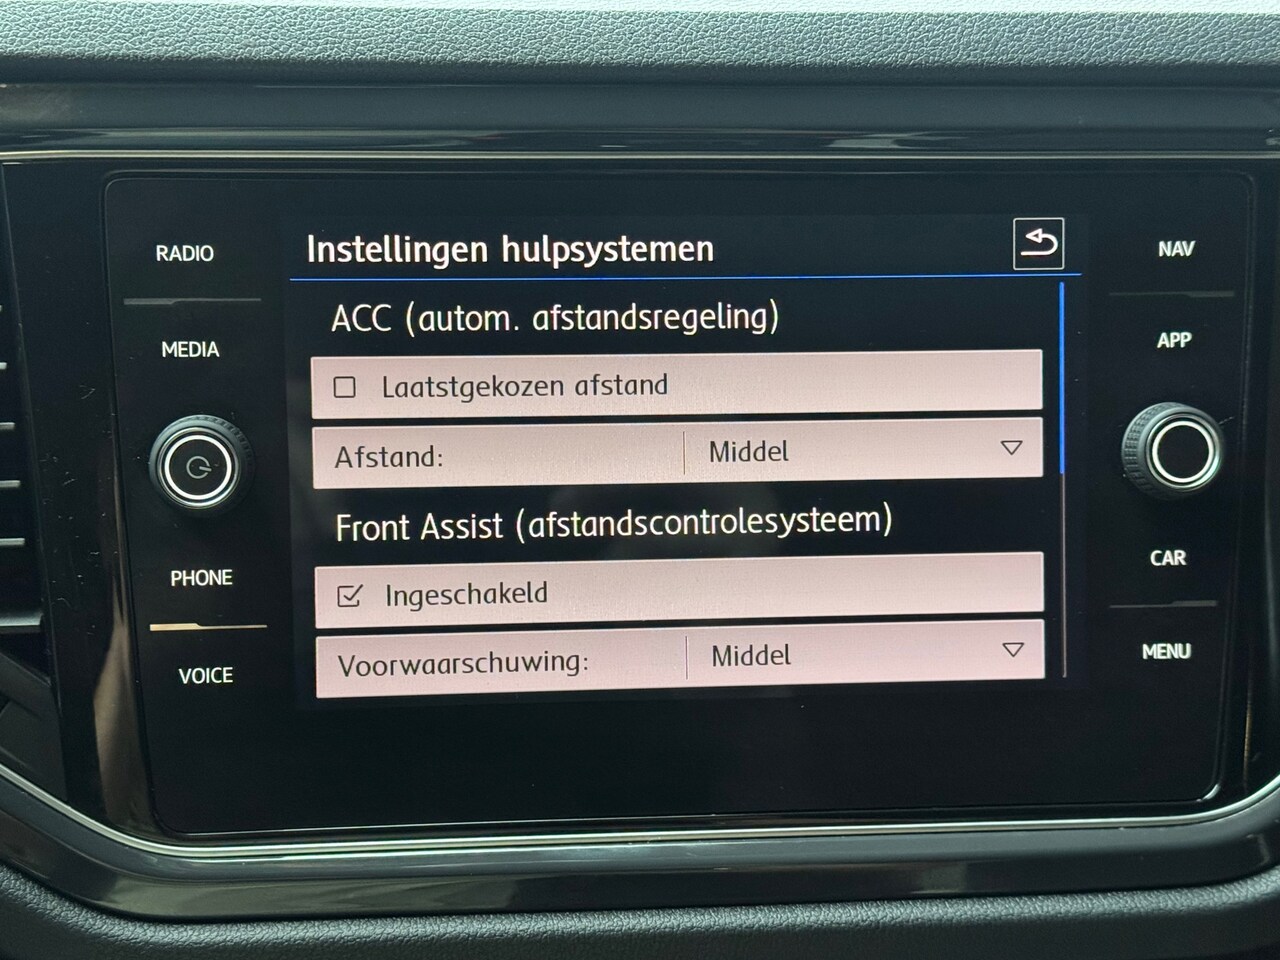 Instellingen hulpsystemen
RADIO
MEDIA
PHONE
VOICE
ACC (autom. afstandsregeling)
Laatstgekozen afstand
Afstand: Middel
Front Assist (afstandscontrolesysteem)
Ingeschakeld
Voorwaarschuwing: Middel
NAV
APP
CAR
MENU